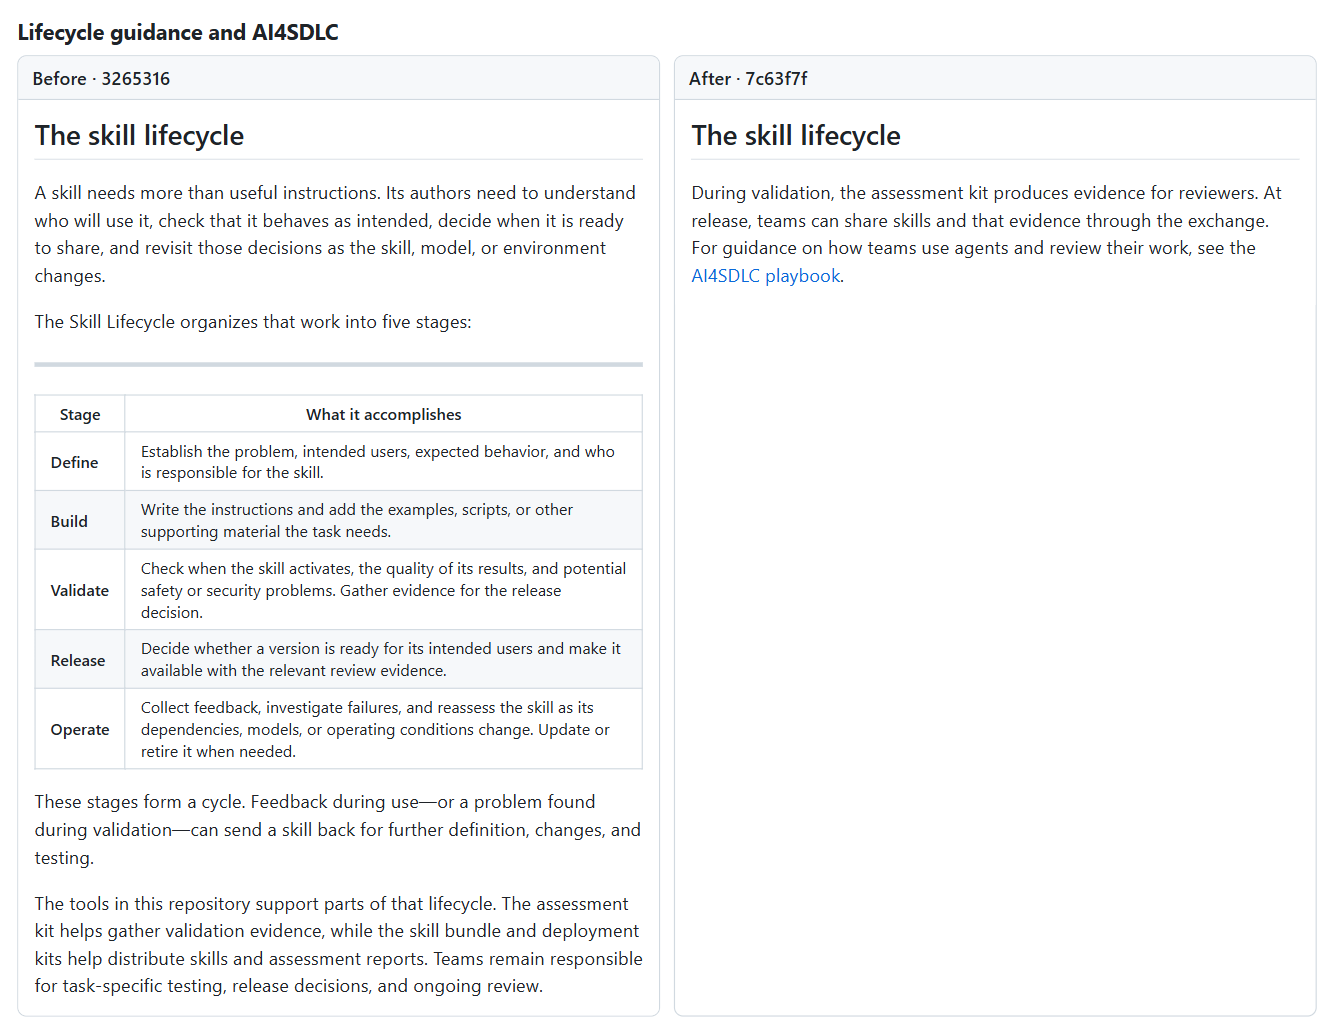 Lifecycle guidance and AI4SDLC
Before · 3265316
The skill lifecycle
A skill needs more than useful instructions. Its authors need to understand
who will use it, check that it behaves as intended, decide when it is ready
to share, and revisit those decisions as the skill, model, or environment
changes.
The Skill Lifecycle organizes that work into five stages:
Stage What it accomplishes
Define
Establish the problem, intended users, expected behavior, and who
is responsible for the skill.
Build
Write the instructions and add the examples, scripts, or other
supporting material the task needs.
Validate
Check when the skill activates, the quality of its results, and potential
safety or security problems. Gather evidence for the release
decision.
Release
Decide whether a version is ready for its intended users and make it
available with the relevant review evidence.
Operate
Collect feedback, investigate failures, and reassess the skill as its
dependencies, models, or operating conditions change. Update or
retire it when needed.
These stages form a cycle. Feedback during use—or a problem found
during validation—can send a skill back for further definition, changes, and
testing.
The tools in this repository support parts of that lifecycle. The assessment
kit helps gather validation evidence, while the skill bundle and deployment
kits help distribute skills and assessment reports. Teams remain responsible
for task-specific testing, release decisions, and ongoing review.
After · 7c63f7f
The skill lifecycle
During validation, the assessment kit produces evidence for reviewers. At
release, teams can share skills and that evidence through the exchange.
For guidance on how teams use agents and review their work, see the
AI4SDLC playbook.